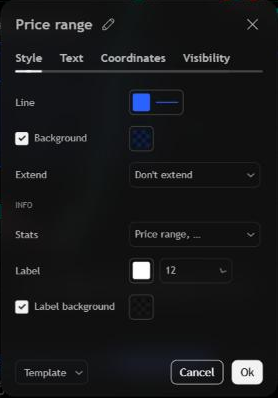 Price range
Style Text Coordinates Visibility
Line
Background
Extend Don't extend
INFO
Stats Price range, ...
Label 12
Label background
Template Cancel Ok